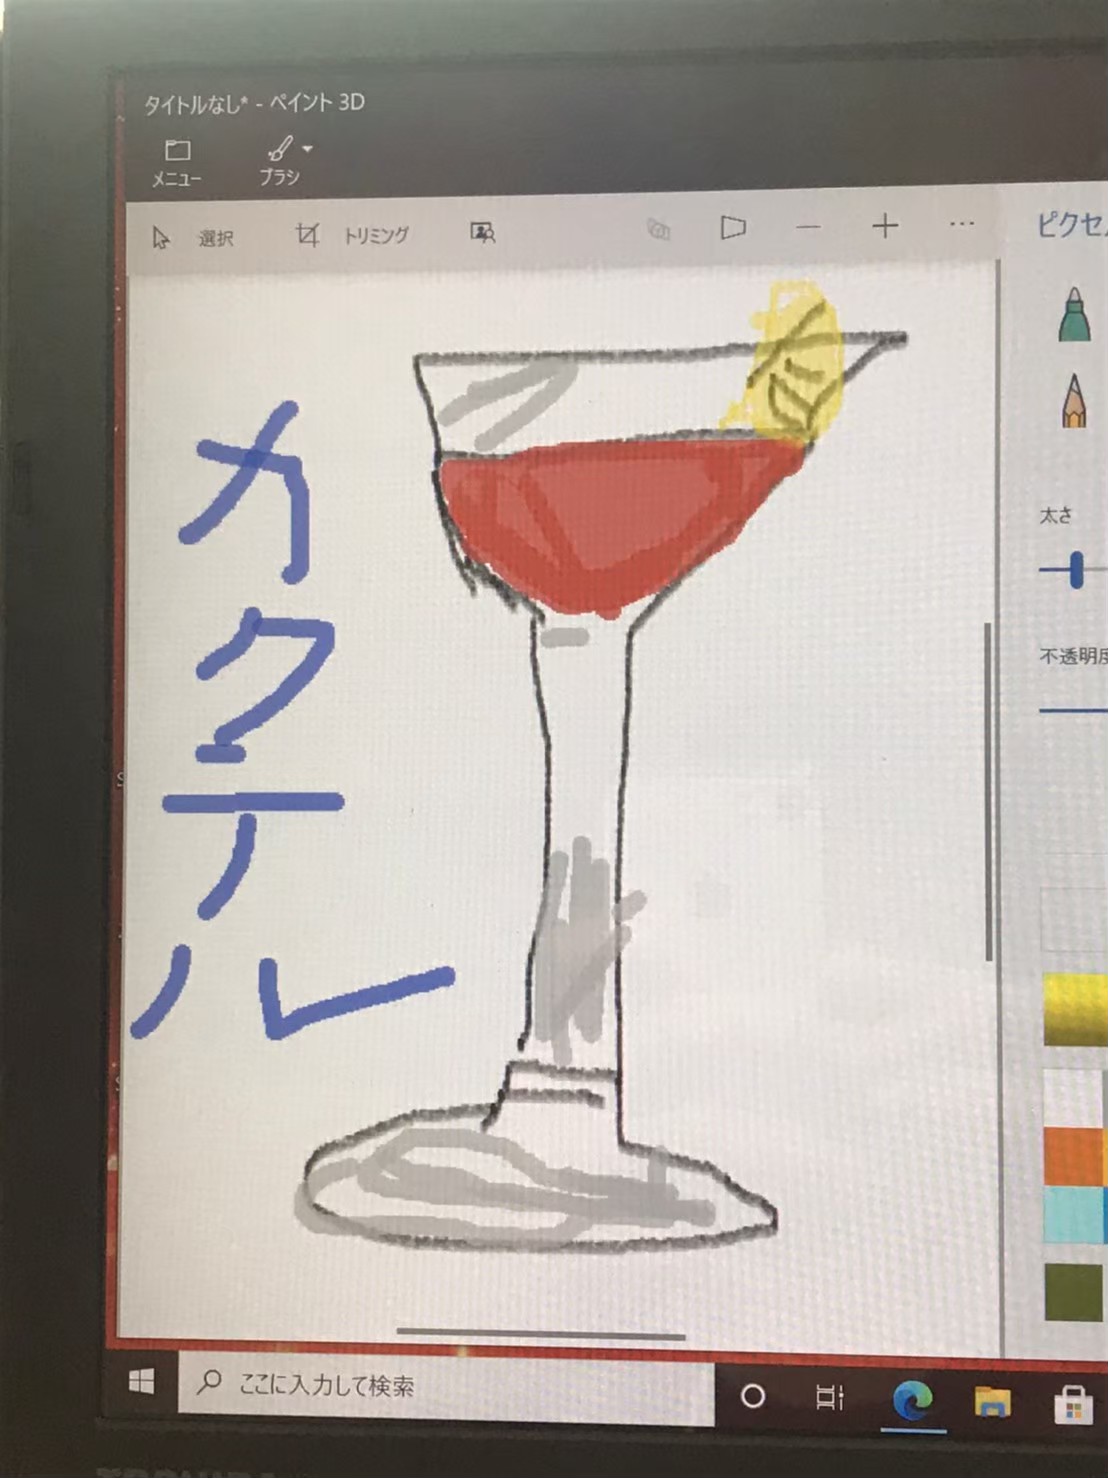 タイトルなし* - ペイント 3D
メニュー
ブラシ
選択
トリミング
ピクセ
太さ
不透明度
カクテル
ここに入力して検索